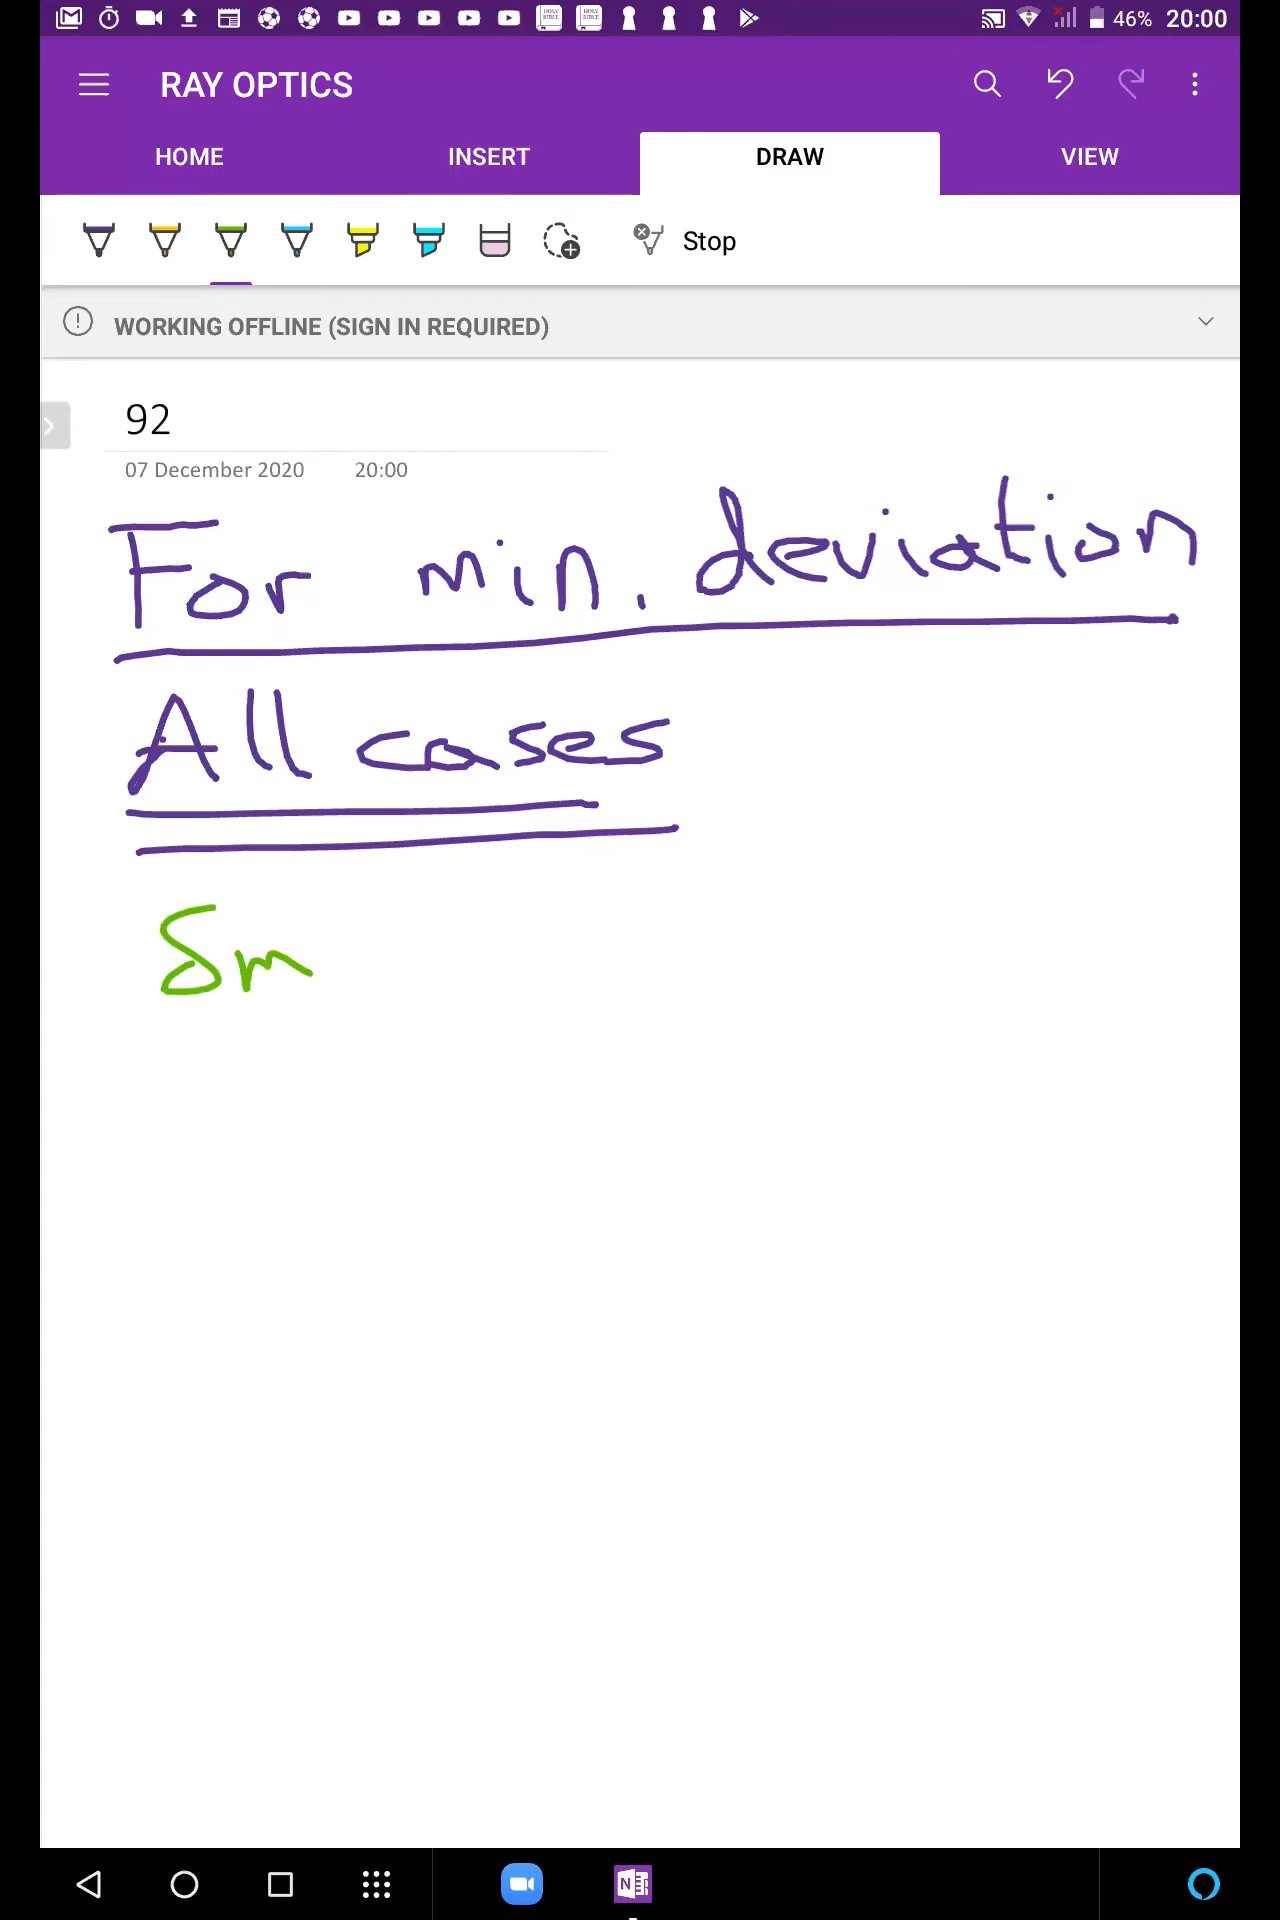 46% 20:00
RAY OPTICS
HOME INSERT DRAW VIEW
Stop
WORKING OFFLINE (SIGN IN REQUIRED)
92
07 December 2020 20:00
For min. deviation
All cases
δm